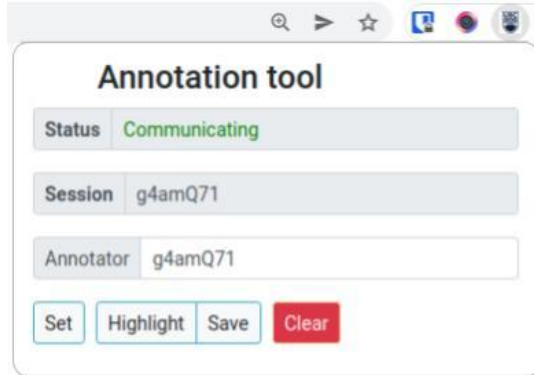 Annotation tool
Status Communicating
Session g4amQ71
Annotator g4amQ71
Set Highlight Save Clear